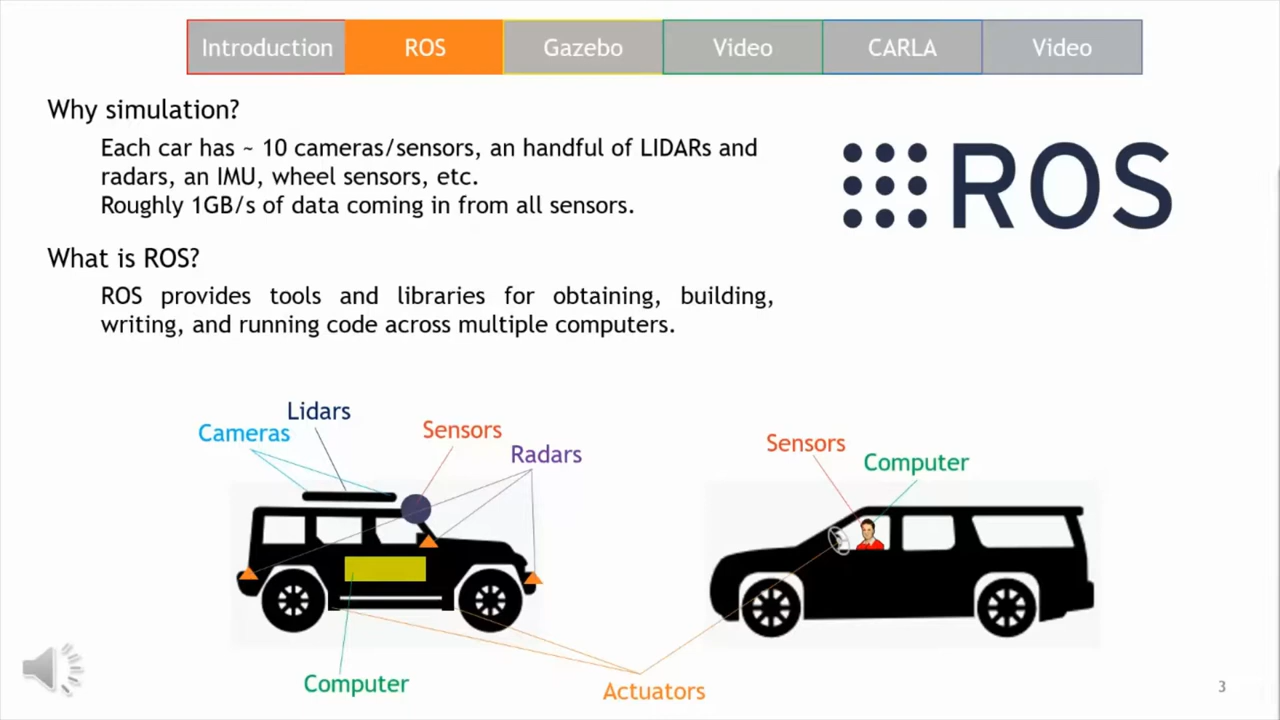 Introduction
ROS
Gazebo
Video
CARLA
Video
Why simulation?
Each car has ~ 10 cameras/sensors, an handful of LIDARs and
radars, an IMU, wheel sensors, etc.
Roughly 1GB/s of data coming in from all sensors.
ROS
What is ROS?
ROS provides tools and libraries for obtaining, building,
writing, and running code across multiple computers.
Lidars
Cameras
Sensors
Radars
Sensors
Computer
Computer
Actuators
3